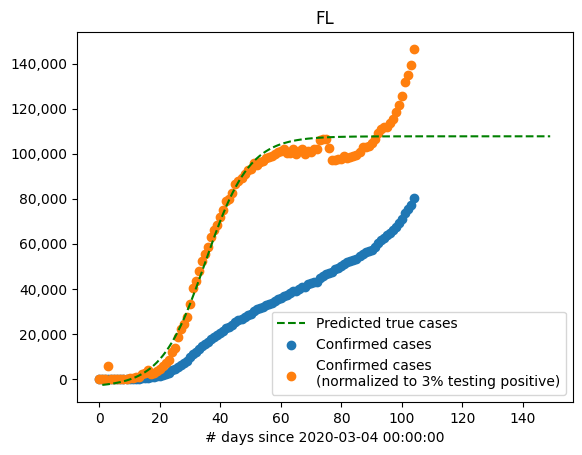 FL
140,000
120,000
100,000
80,000
60,000
40,000
20,000
0
Predicted true cases
Confirmed cases
Confirmed cases
(normalized to 3% testing positive)
0 20 40 60 80 100 120 140
# days since 2020-03-04 00:00:00